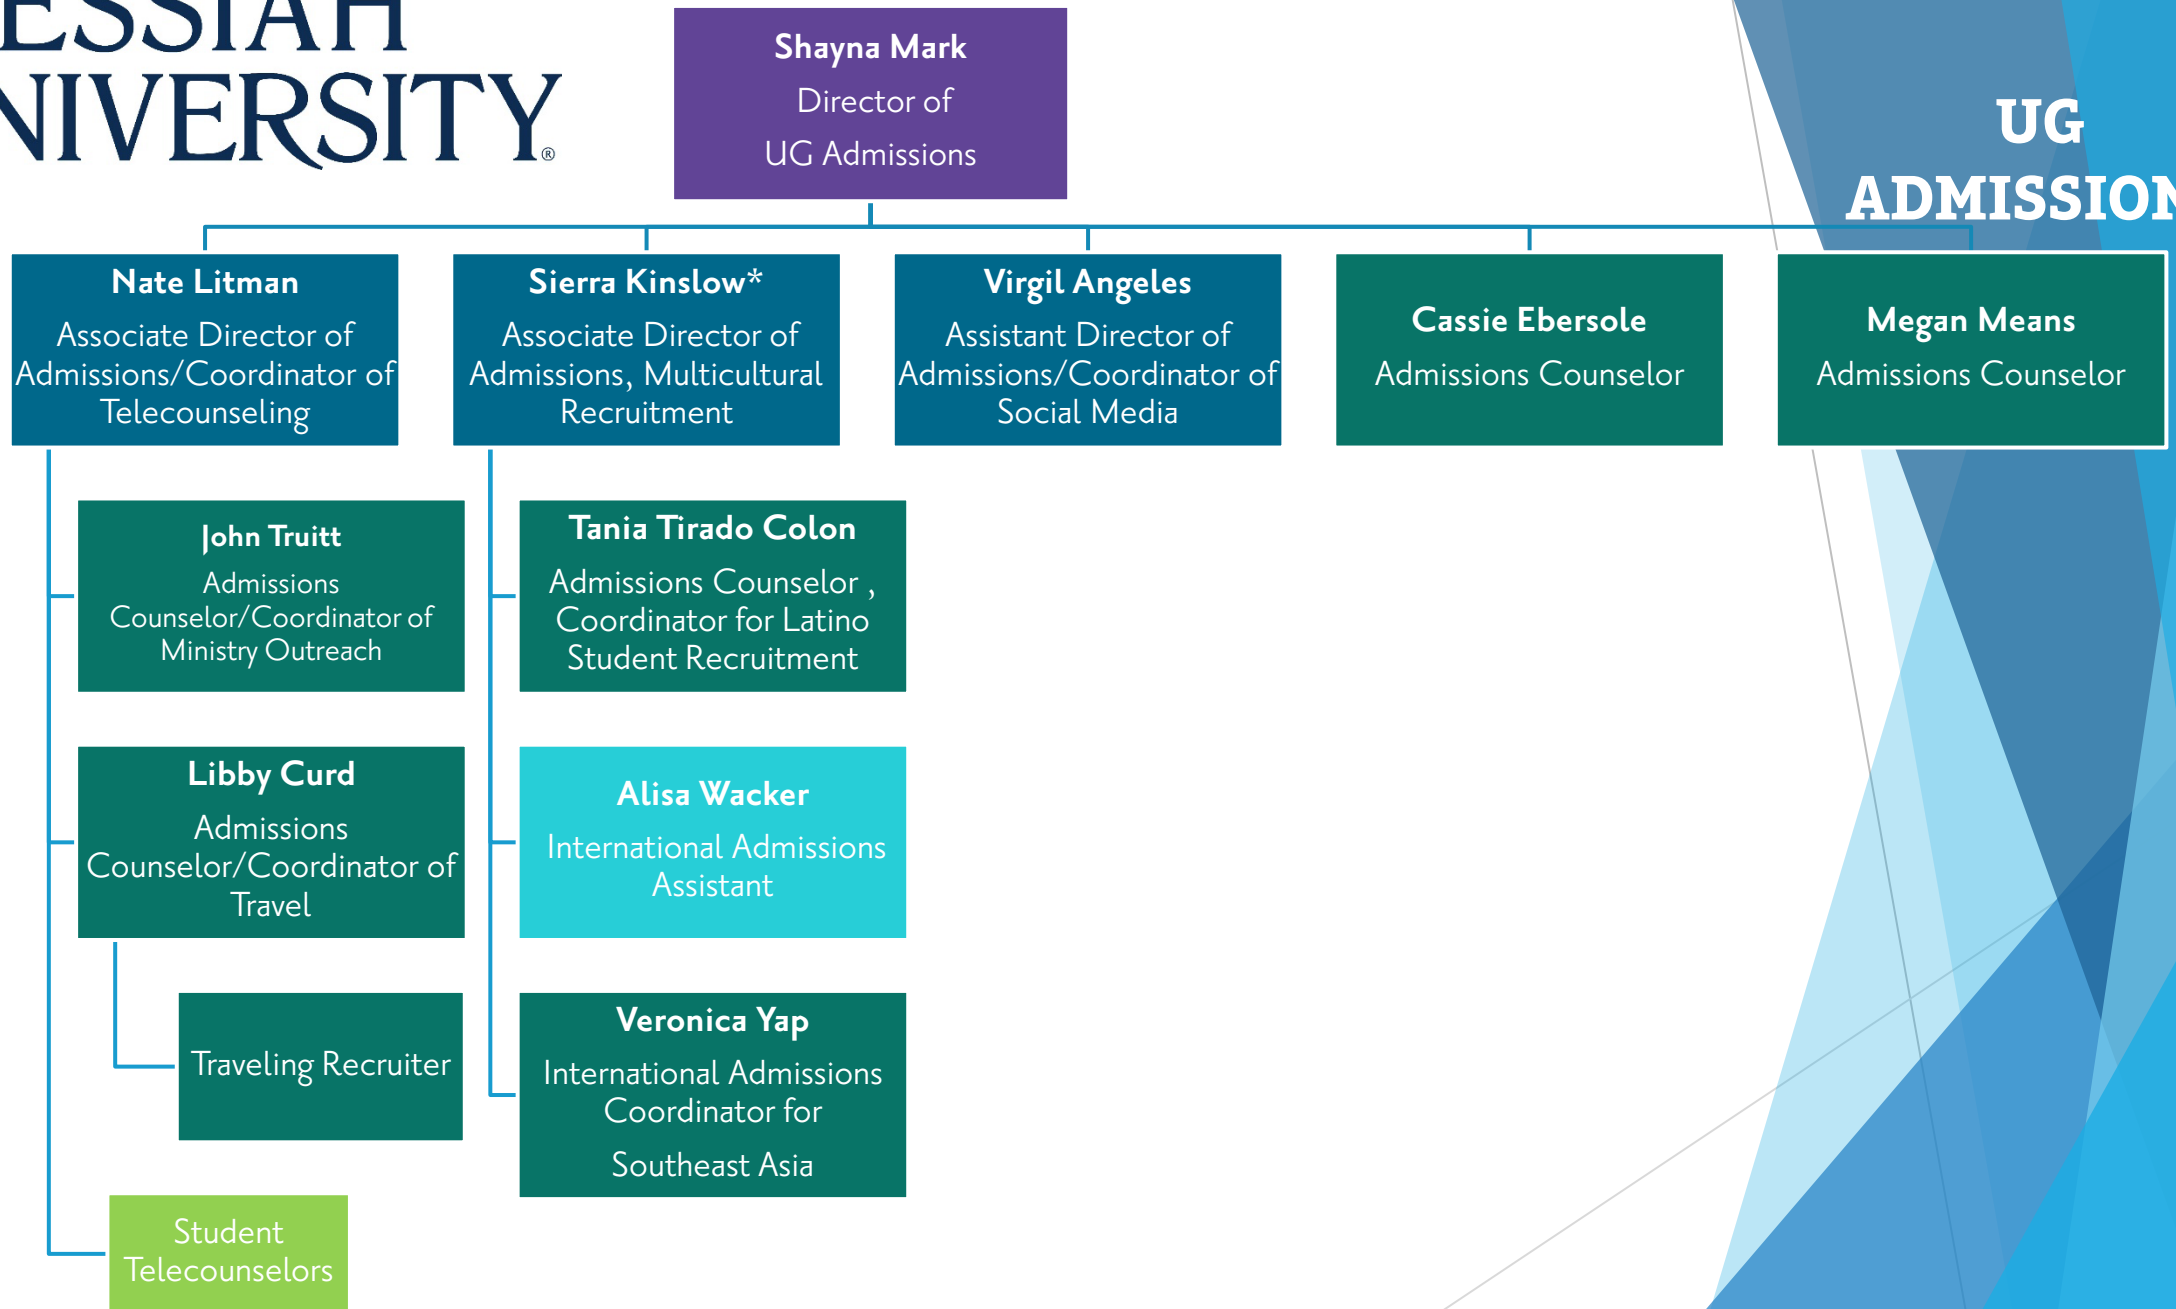 ESSIAH
NIVERSITY®
Shayna Mark
Director of
UG Admissions
UG
ADMISSION
Nate Litman
Associate Director of
Admissions/Coordinator of
Telecounseling
Sierra Kinslow*
Associate Director of
Admissions, Multicultural
Recruitment
Virgil Angeles
Assistant Director of
Admissions/Coordinator of
Social Media
Cassie Ebersole
Admissions Counselor
Megan Means
Admissions Counselor
John Truitt
Admissions
Counselor/Coordinator of
Ministry Outreach
Tania Tirado Colon
Admissions Counselor ,
Coordinator for Latino
Student Recruitment
Libby Curd
Admissions
Counselor/Coordinator of
Travel
Alisa Wacker
International Admissions
Assistant
Traveling Recruiter
Veronica Yap
International Admissions
Coordinator for
Southeast Asia
Student
Telecounselors